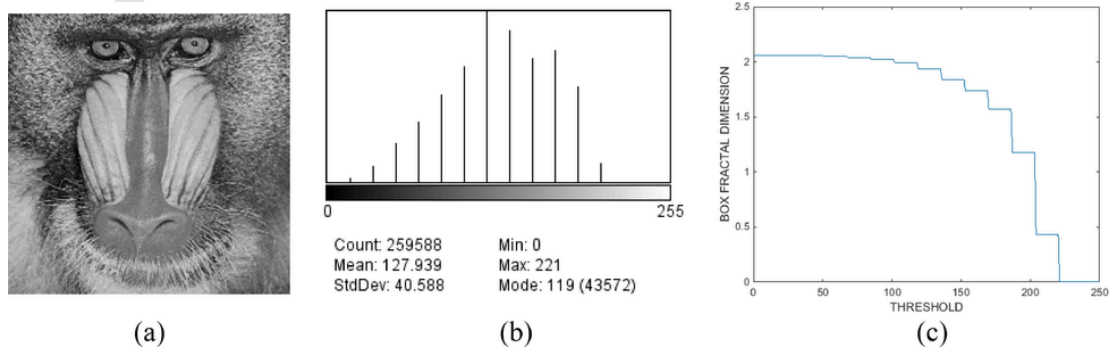 0 255
Count: 259588 Min: 0
Mean: 127.939 Max: 221
StdDev: 40.588 Mode: 119 (43572)
2.5
2
1.5
1
0.5
0
BOX FRACTAL DIMENSION
0 50 100 150 200 250
THRESHOLD
(a) (b) (c)